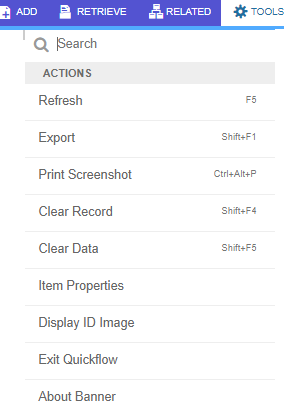 ADD RETRIEVE RELATED TOOLS
Search
ACTIONS
Refresh F5
Export Shift+F1
Print Screenshot Ctrl+Alt+P
Clear Record Shift+F4
Clear Data Shift+F5
Item Properties
Display ID Image
Exit Quickflow
About Banner